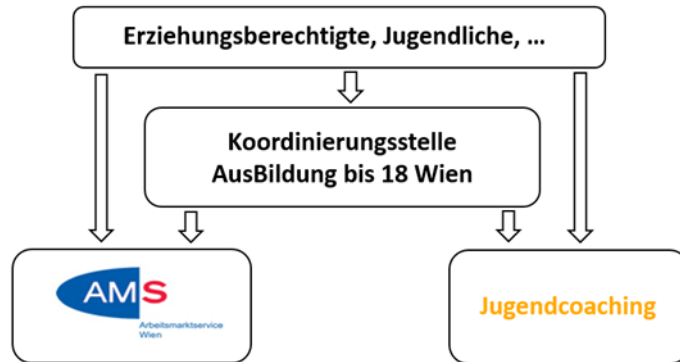 Erziehungsberechtigte, Jugendliche, ...
Koordinierungsstelle
AusBildung bis 18 Wien
AMS
Arbeitsmarktservice
Wien
Jugendcoaching